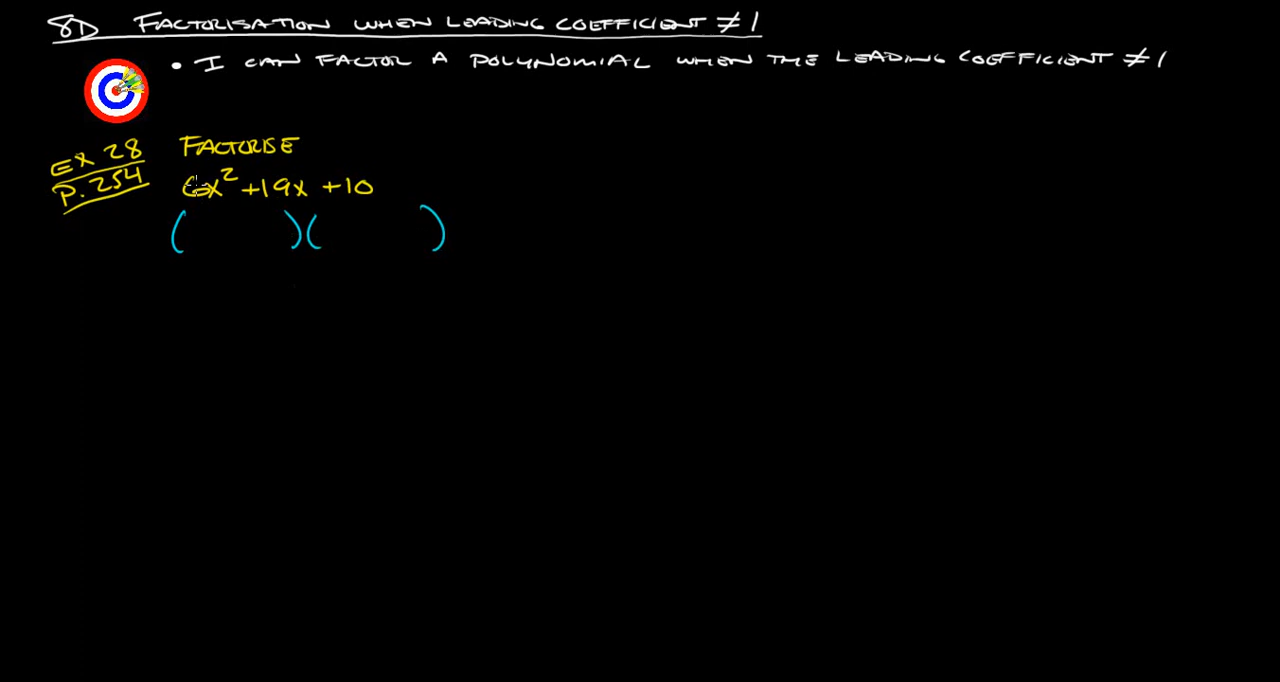 8D FACTORISATION WHEN LEADING COEFFICIENT ≠ 1
• I CAN FACTOR A POLYNOMIAL WHEN THE LEADING COEFFICIENT ≠ 1
EX 28 FACTORISE
P. 254 6x² + 19x + 10
( )( )